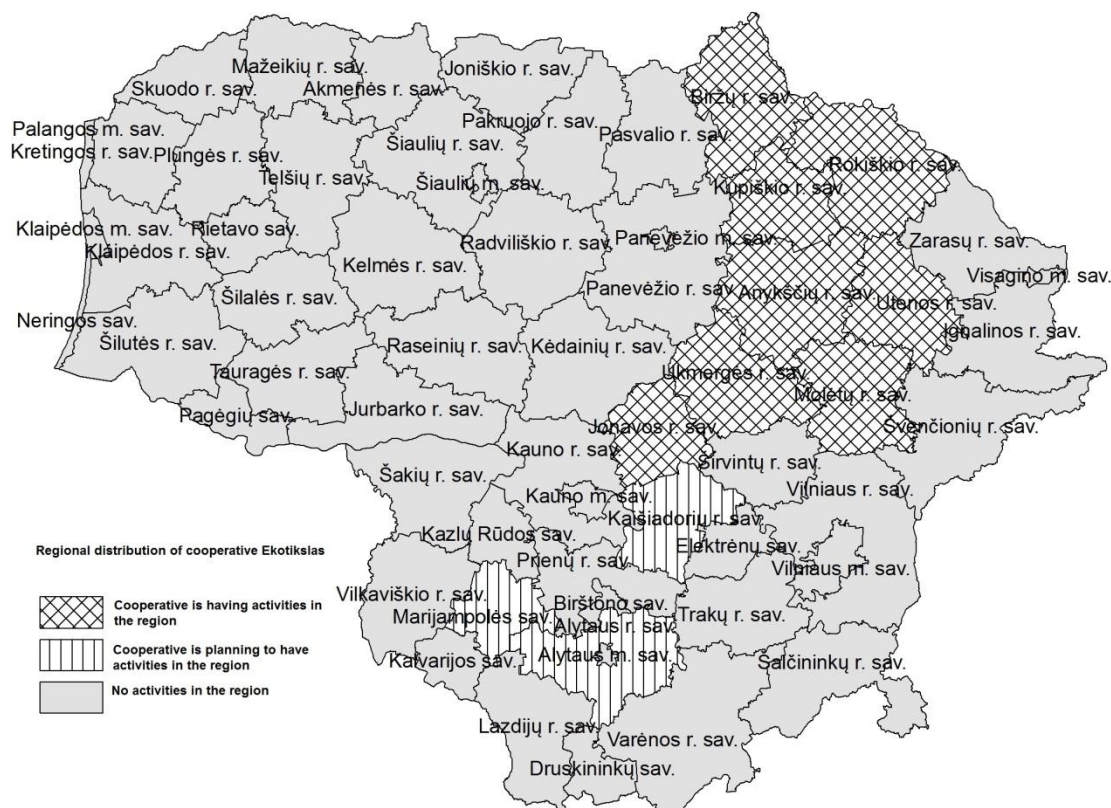 Mažeikių r. sav.
Joniškio r. sav.
Skuodo r. sav.
Akmenės r. sav.
Biržų r. sav.
Palangos m. sav.
Pakruojo r. sav.
Pasvalio r. sav.
Kretingos r. sav.
Plungės r. sav.
Šiaulių r. sav.
Rokiškio r. sav.
Telšių r. sav.
Šiaulių m. sav.
Kupiškio r. sav.
Klaipėdos m. sav.
Rietavo sav.
Klaipėdos r. sav.
Radviliškio r. sav.
Panevėžio m. sav.
Zarasų r. sav.
Kelmės r. sav.
Visagino m. sav.
Šilalės r. sav.
Panevėžio r. sav
Anykščių r. sav.
Utenos r. sav.
Neringos sav.
Šilutės r. sav.
Raseinių r. sav.
Kėdainių r. sav.
Ignalinos r. sav.
Tauragės r. sav.
Ukmergės r. sav.
Molėtų r. sav.
Pagėgių sav.
Jurbarko r. sav.
Jonavos r. sav.
Švenčionių r. sav.
Kauno r. sav.
Širvintų r. sav.
Šakių r. sav.
Vilniaus r. sav.
Kauno m. sav.
Kaišiadorių r. sav.
Kazlų Rūdos sav.
Elektrėnų sav.
Regional distribution of cooperative Ekotikslas
Prienų r. sav.
Vilniaus m. sav.
Vilkaviškio r. sav.
Birštono sav.
Cooperative is having activities in
the region
Marijampolės sav.
Alytaus r. sav.
Trakų r. sav.
Cooperative is planning to have
activities in the region
Kalvarijos sav.
Alytaus m. sav.
Šalčininkų r. sav.
No activities in the region
Lazdijų r. sav.
Varėnos r. sav.
Druskininkų sav.